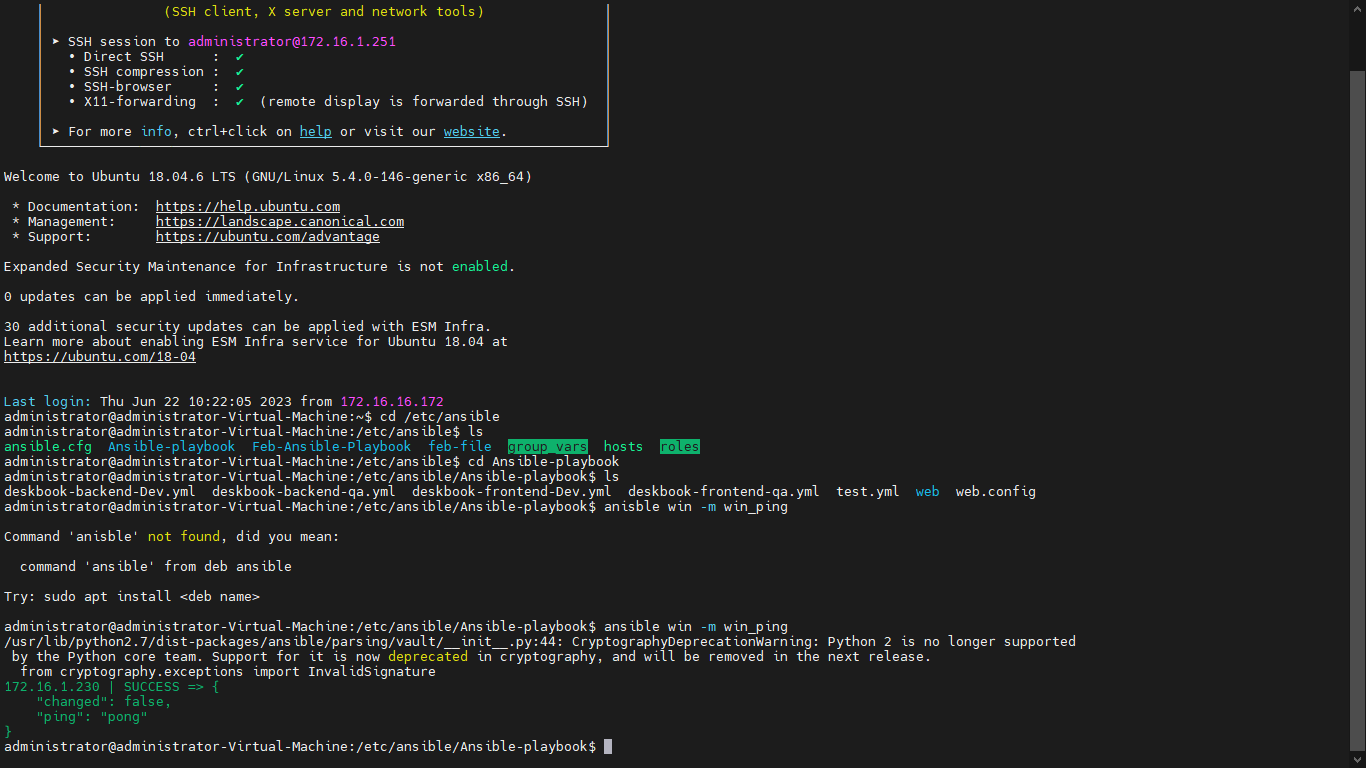 (SSH client, X server and network tools)
➤ SSH session to administrator@172.16.1.251
• Direct SSH      :  ✔
• SSH compression :  ✔
• SSH-browser     :  ✔
• X11-forwarding  :  ✔  (remote display is forwarded through SSH)
➤ For more info, ctrl+click on help or visit our website.
Welcome to Ubuntu 18.04.6 LTS (GNU/Linux 5.4.0-146-generic x86_64)
* Documentation:  https://help.ubuntu.com
* Management:     https://landscape.canonical.com
* Support:        https://ubuntu.com/advantage
Expanded Security Maintenance for Infrastructure is not enabled.
0 updates can be applied immediately.
30 additional security updates can be applied with ESM Infra.
Learn more about enabling ESM Infra service for Ubuntu 18.04 at
https://ubuntu.com/18-04
Last login: Thu Jun 22 10:22:05 2023 from 172.16.16.172
administrator@administrator-Virtual-Machine:~$ cd /etc/ansible
administrator@administrator-Virtual-Machine:/etc/ansible$ ls
ansible.cfg  Ansible-playbook  Feb-Ansible-Playbook  feb-file  group_vars  hosts  roles
administrator@administrator-Virtual-Machine:/etc/ansible$ cd Ansible-playbook
administrator@administrator-Virtual-Machine:/etc/ansible/Ansible-playbook$ ls
deskbook-backend-Dev.yml  deskbook-backend-qa.yml  deskbook-frontend-Dev.yml  deskbook-frontend-qa.yml  test.yml  web  web.config
administrator@administrator-Virtual-Machine:/etc/ansible/Ansible-playbook$ anisble win -m win_ping
Command 'anisble' not found, did you mean:
command 'ansible' from deb ansible
Try: sudo apt install <deb name>
administrator@administrator-Virtual-Machine:/etc/ansible/Ansible-playbook$ ansible win -m win_ping
/usr/lib/python2.7/dist-packages/ansible/parsing/vault/__init__.py:44: CryptographyDeprecationWarning: Python 2 is no longer supported
by the Python core team. Support for it is now deprecated in cryptography, and will be removed in the next release.
from cryptography.exceptions import InvalidSignature
172.16.1.230 | SUCCESS => {
"changed": false,
"ping": "pong"
}
administrator@administrator-Virtual-Machine:/etc/ansible/Ansible-playbook$